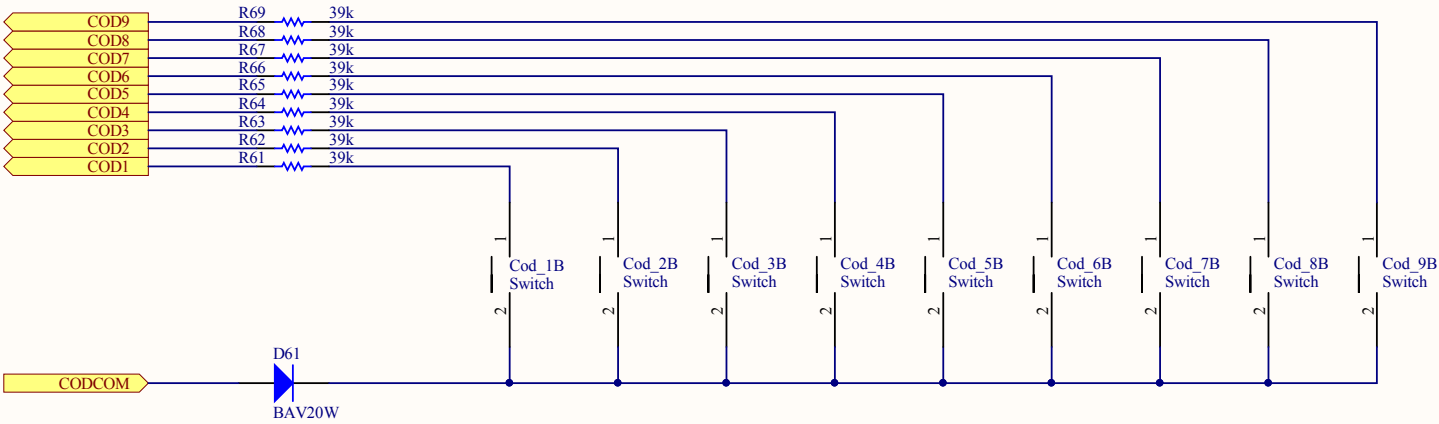 COD9 R69 39k
COD8 R68 39k
COD7 R67 39k
COD6 R66 39k
COD5 R65 39k
COD4 R64 39k
COD3 R63 39k
COD2 R62 39k
COD1 R61 39k
1 1 1 1 1 1 1 1 1
Cod_1B Cod_2B Cod_3B Cod_4B Cod_5B Cod_6B Cod_7B Cod_8B Cod_9B
Switch Switch Switch Switch Switch Switch Switch Switch Switch
2 2 2 2 2 2 2 2 2
D61
CODCOM
BAV20W